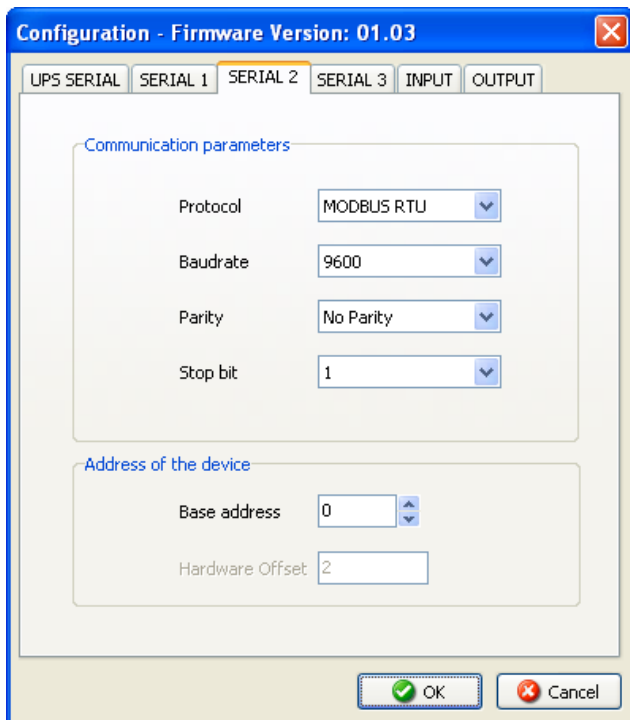 Configuration - Firmware Version: 01.03
UPS SERIAL SERIAL 1 SERIAL 2 SERIAL 3 INPUT OUTPUT
Communication parameters
Protocol MODBUS RTU
Baudrate 9600
Parity No Parity
Stop bit 1
Address of the device
Base address 0
Hardware Offset 2
OK Cancel